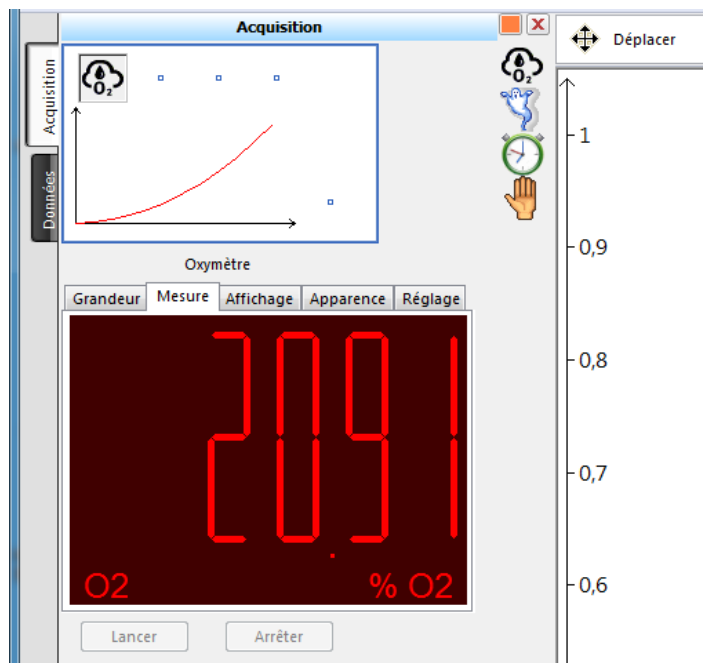 Acquisition
Déplacer
Acquisition
Données
O2
Oxymètre
Grandeur Mesure Affichage Apparence Réglage
20.91
O2 % O2
Lancer Arrêter
O2
1
0,9
0,8
0,7
0,6